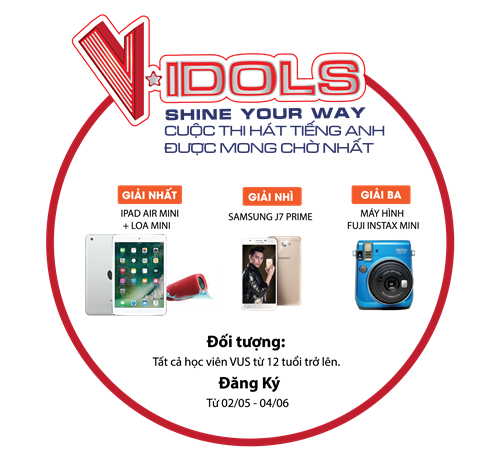 V·IDOLS
SHINE YOUR WAY
CUỘC THI HÁT TIẾNG ANH
ĐƯỢC MONG CHỜ NHẤT
GIẢI NHẤT
IPAD AIR MINI
+ LOA MINI
GIẢI NHÌ
SAMSUNG J7 PRIME
GIẢI BA
MÁY HÌNH
FUJI INSTAX MINI
Đối tượng:
Tất cả học viên VUS từ 12 tuổi trở lên.
Đăng Ký
Từ 02/05 - 04/06